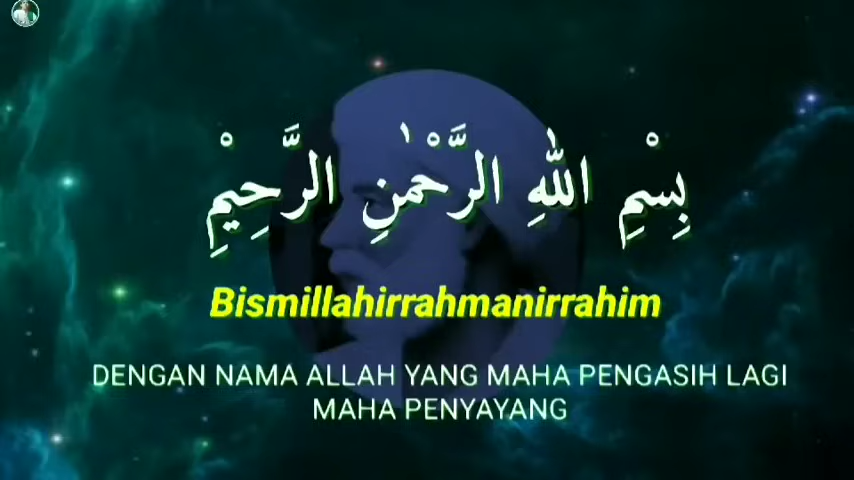 بِسْمِ اللّٰهِ الرَّحْمٰنِ الرَّحِيْمِ
Bismillahirrahmanirrahim
DENGAN NAMA ALLAH YANG MAHA PENGASIH LAGI
MAHA PENYAYANG